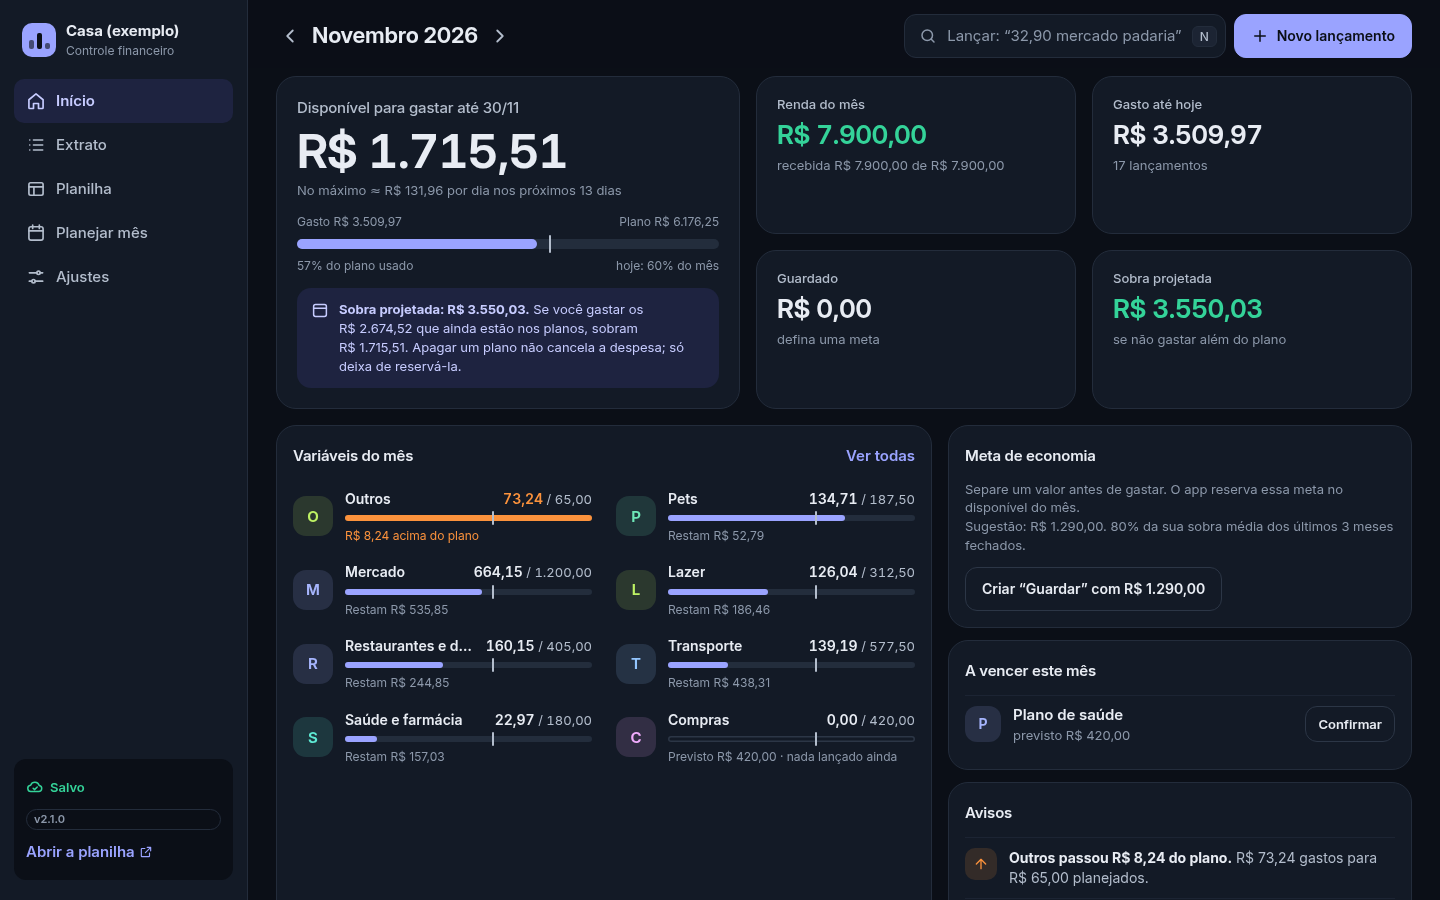 Casa (exemplo)
Controle financeiro
Início
Extrato
Planilha
Planejar mês
Ajustes
Salvo
v2.1.0
Abrir a planilha
Novembro 2026
Lançar: “32,90 mercado padaria”
N
Novo lançamento
Disponível para gastar até 30/11
R$ 1.715,51
No máximo ≈ R$ 131,96 por dia nos próximos 13 dias
Gasto R$ 3.509,97
Plano R$ 6.176,25
57% do plano usado
hoje: 60% do mês
Sobra projetada: R$ 3.550,03. Se você gastar os
R$ 2.674,52 que ainda estão nos planos, sobram
R$ 1.715,51. Apagar um plano não cancela a despesa; só
deixa de reservá-la.
Renda do mês
R$ 7.900,00
recebida R$ 7.900,00 de R$ 7.900,00
Gasto até hoje
R$ 3.509,97
17 lançamentos
Guardado
R$ 0,00
defina uma meta
Sobra projetada
R$ 3.550,03
se não gastar além do plano
Variáveis do mês
Ver todas
O
Outros
73,24 / 65,00
R$ 8,24 acima do plano
P
Pets
134,71 / 187,50
Restam R$ 52,79
M
Mercado
664,15 / 1.200,00
Restam R$ 535,85
L
Lazer
126,04 / 312,50
Restam R$ 186,46
R
Restaurantes e d…
160,15 / 405,00
Restam R$ 244,85
T
Transporte
139,19 / 577,50
Restam R$ 438,31
S
Saúde e farmácia
22,97 / 180,00
Restam R$ 157,03
C
Compras
0,00 / 420,00
Previsto R$ 420,00 · nada lançado ainda
Meta de economia
Separe um valor antes de gastar. O app reserva essa meta no
disponível do mês.
Sugestão: R$ 1.290,00. 80% da sua sobra média dos últimos 3 meses
fechados.
Criar “Guardar” com R$ 1.290,00
A vencer este mês
P
Plano de saúde
previsto R$ 420,00
Confirmar
Avisos
Outros passou R$ 8,24 do plano. R$ 73,24 gastos para
R$ 65,00 planejados.